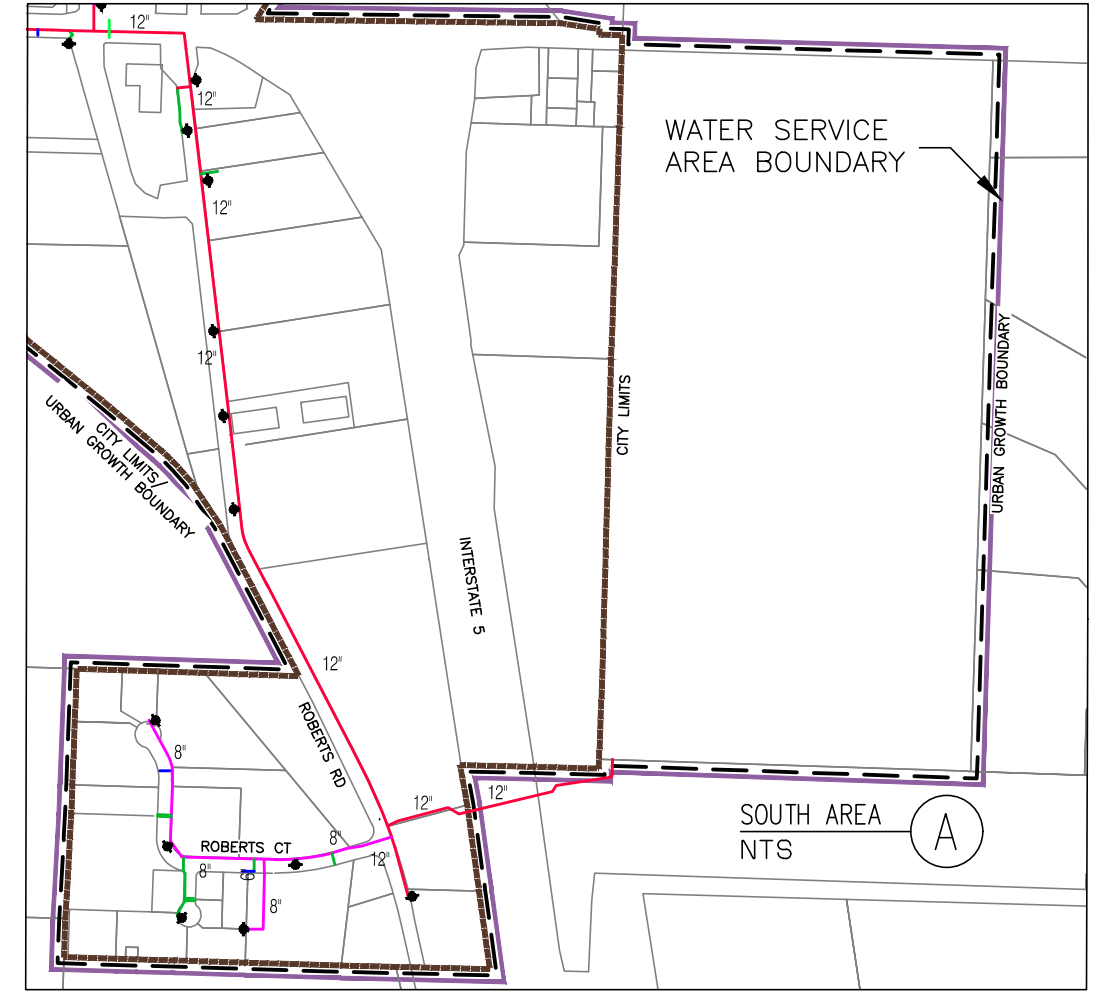 12"
12"
WATER SERVICE
AREA BOUNDARY
12"
12"
CITY LIMITS
URBAN GROWTH BOUNDARY
CITY LIMITS/
URBAN GROWTH BOUNDARY
INTERSTATE 5
12"
ROBERTS RD
8"
12"
12"
SOUTH AREA
NTS
A
8"
ROBERTS CT
12"
8"
8"